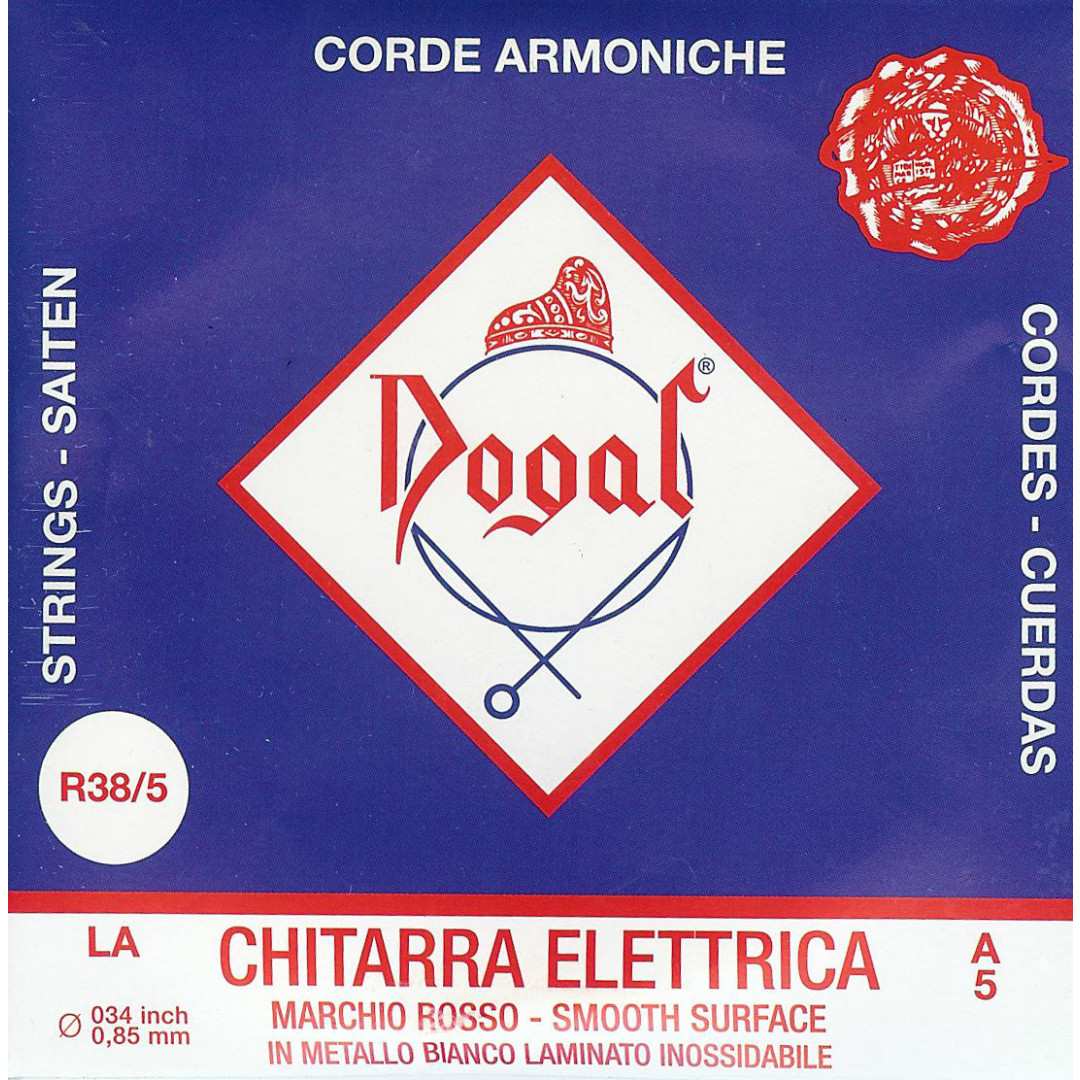 CORDE ARMONICHE
STRINGS - SAITEN
CORDES - CUERDAS
Dogal®
R38/5
LA
CHITARRA ELETTRICA
A
5
Ø 034 inch
0,85 mm
MARCHIO ROSSO - SMOOTH SURFACE
IN METALLO BIANCO LAMINATO INOSSIDABILE